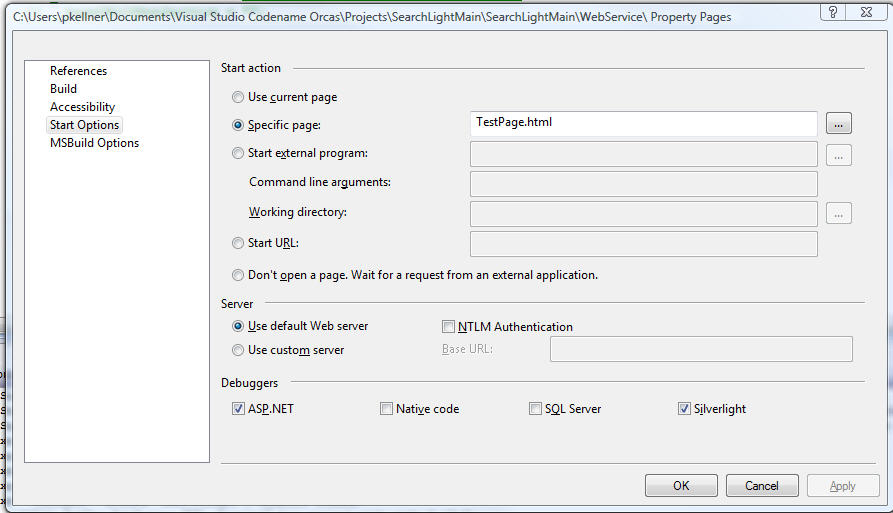 C:\Users\pkellner\Documents\Visual Studio Codename Orcas\Projects\SearchLightMain\SearchLightMain\WebService\ Property Pages
References
Build
Accessibility
Start Options
MSBuild Options
Start action
Use current page
Specific page: TestPage.html ...
Start external program: ...
Command line arguments:
Working directory: ...
Start URL:
Don't open a page. Wait for a request from an external application.
Server
Use default Web server NTLM Authentication
Use custom server Base URL:
Debuggers
ASP.NET Native code SQL Server Silverlight
OK Cancel Apply